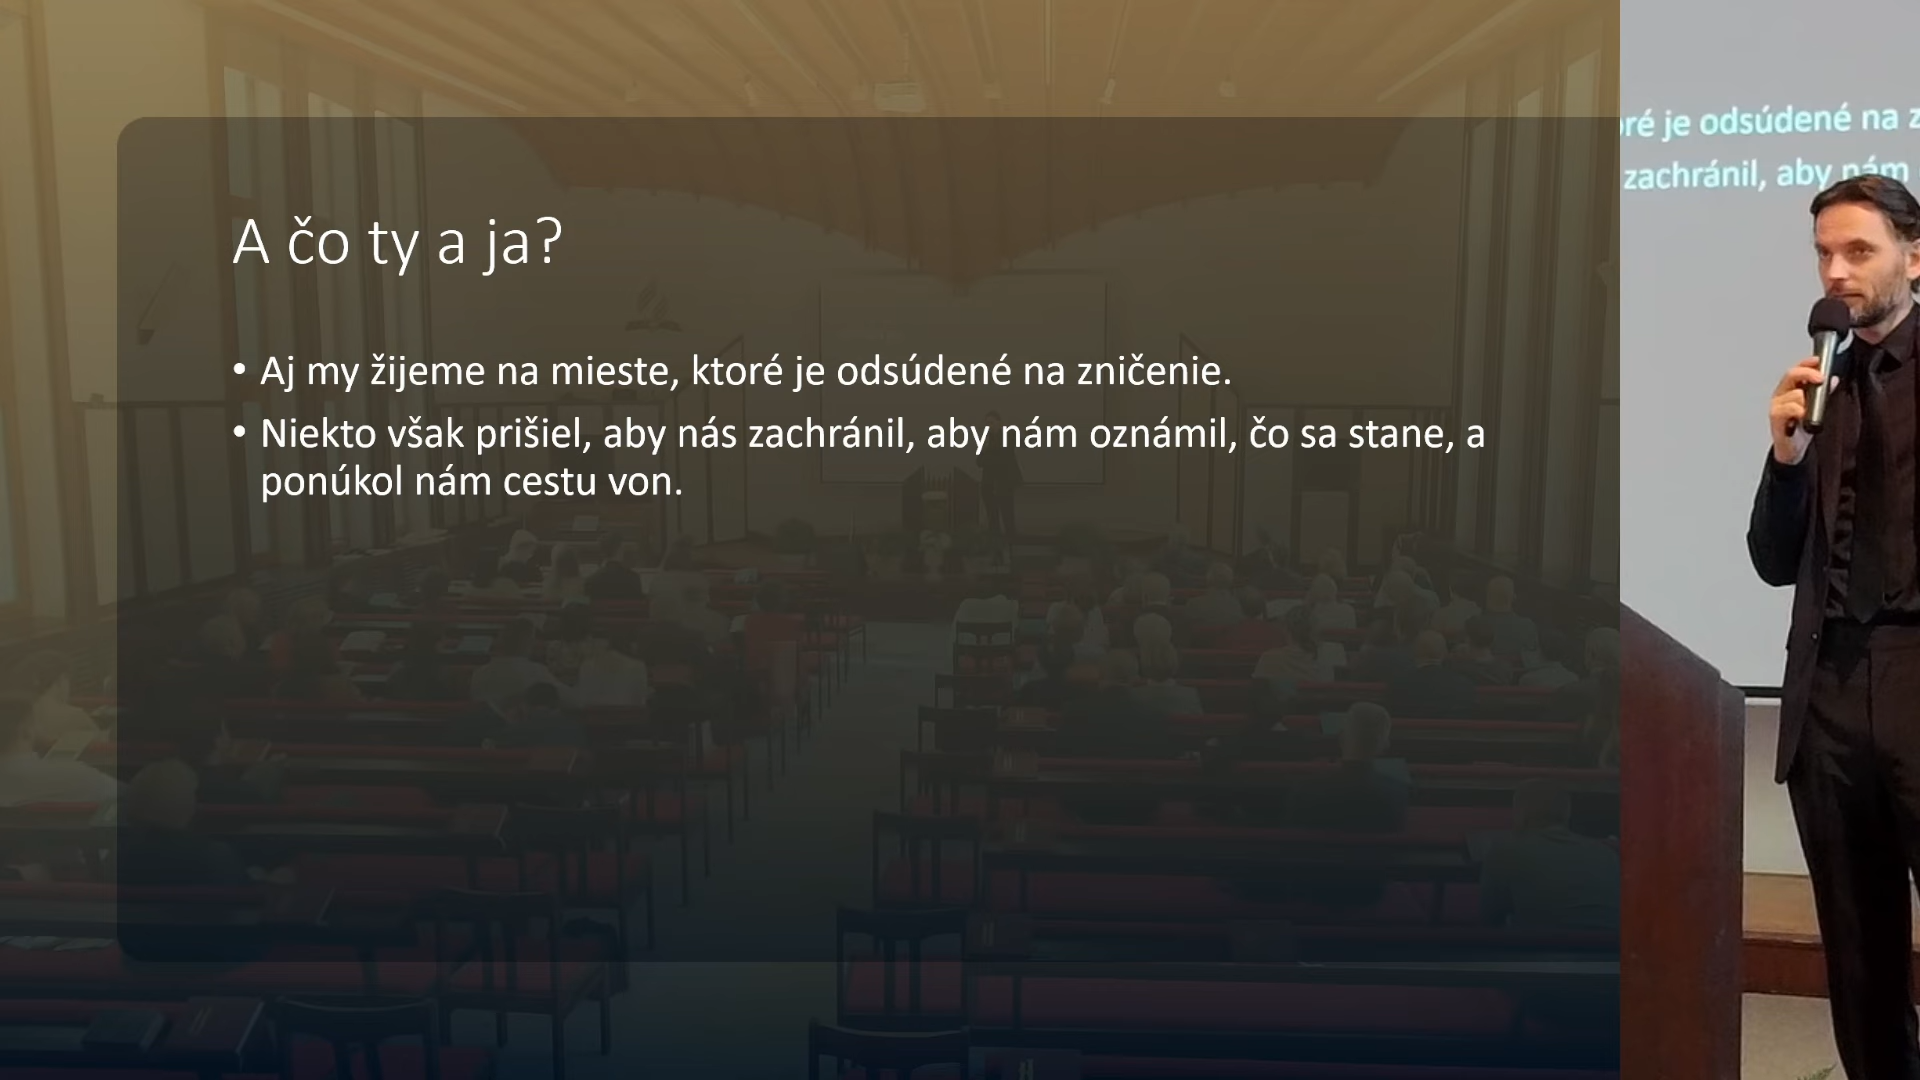 A čo ty a ja?
• Aj my žijeme na mieste, ktoré je odsúdené na zničenie.
• Niekto však prišiel, aby nás zachránil, aby nám oznámil, čo sa stane, a
ponúkol nám cestu von.
ré je odsúdené na z
zachránil, aby nám